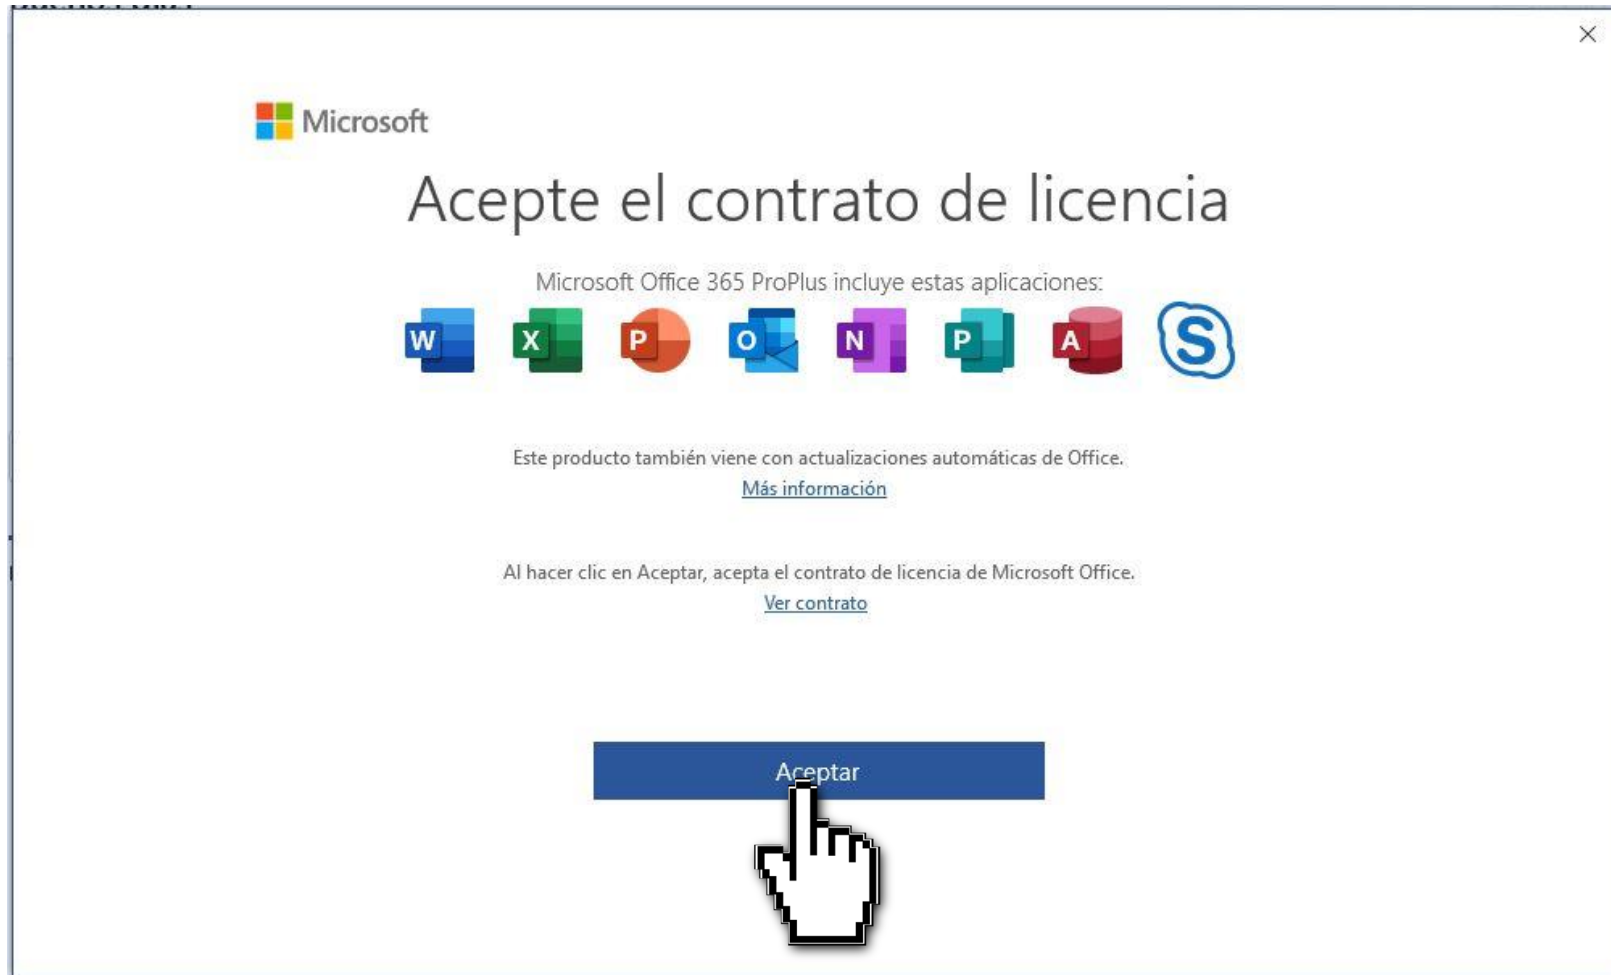 Microsoft
Acepte el contrato de licencia
Microsoft Office 365 ProPlus incluye estas aplicaciones:
W X P O N P A S
Este producto también viene con actualizaciones automáticas de Office.
Más información
Al hacer clic en Aceptar, acepta el contrato de licencia de Microsoft Office.
Ver contrato
Aceptar